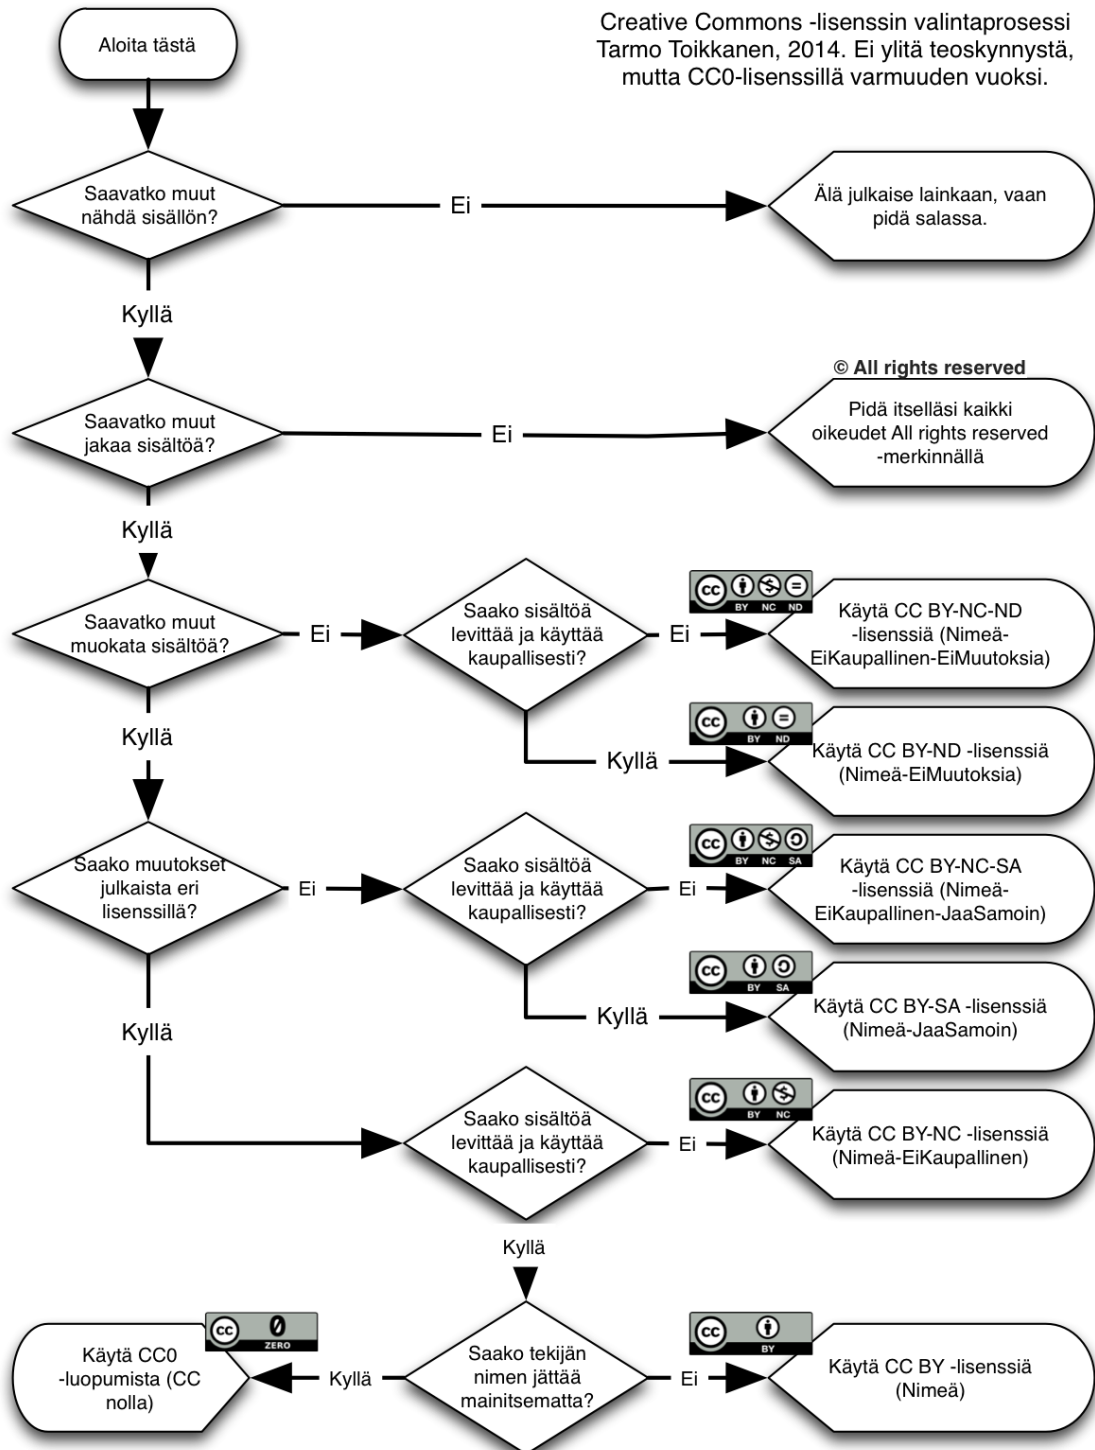 Creative Commons -lisenssin valintaprosessi
Tarmo Toikkanen, 2014. Ei ylitä teoskynnystä,
mutta CC0-lisenssillä varmuuden vuoksi.
Aloita tästä
Saavatko muut
nähdä sisällön?
Ei
Älä julkaise lainkaan, vaan
pidä salassa.
Kyllä
Saavatko muut
jakaa sisältöä?
Ei
© All rights reserved
Pidä itselläsi kaikki
oikeudet All rights reserved
-merkinnällä
Kyllä
Saavatko muut
muokata sisältöä?
Ei
Saako sisältöä
levittää ja käyttää
kaupallisesti?
Ei
CC
BY NC ND
Käytä CC BY-NC-ND
-lisenssiä (Nimeä-
EiKaupallinen-EiMuutoksia)
Kyllä
CC
BY ND
Käytä CC BY-ND -lisenssiä
(Nimeä-EiMuutoksia)
Kyllä
Saako muutokset
julkaista eri
lisenssillä?
Ei
Saako sisältöä
levittää ja käyttää
kaupallisesti?
Ei
CC
BY NC SA
Käytä CC BY-NC-SA
-lisenssiä (Nimeä-
EiKaupallinen-JaaSamoin)
Kyllä
CC
BY SA
Käytä CC BY-SA -lisenssiä
(Nimeä-JaaSamoin)
Kyllä
Saako sisältöä
levittää ja käyttää
kaupallisesti?
Ei
CC
BY NC
Käytä CC BY-NC -lisenssiä
(Nimeä-EiKaupallinen)
Kyllä
Saako tekijän
nimen jättää
mainitsematta?
Kyllä
CC 0
ZERO
Käytä CC0
-luopumista (CC
nolla)
Ei
CC
BY
Käytä CC BY -lisenssiä
(Nimeä)